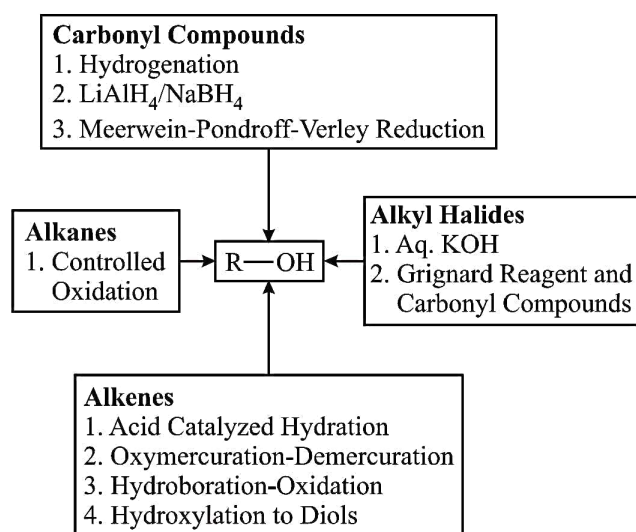 Carbonyl Compounds
1. Hydrogenation
2. LiAlH₄/NaBH₄
3. Meerwein-Pondroff-Verley Reduction
Alkanes
1. Controlled
Oxidation
R—OH
Alkyl Halides
1. Aq. KOH
2. Grignard Reagent and
Carbonyl Compounds
Alkenes
1. Acid Catalyzed Hydration
2. Oxymercuration-Demercuration
3. Hydroboration-Oxidation
4. Hydroxylation to Diols